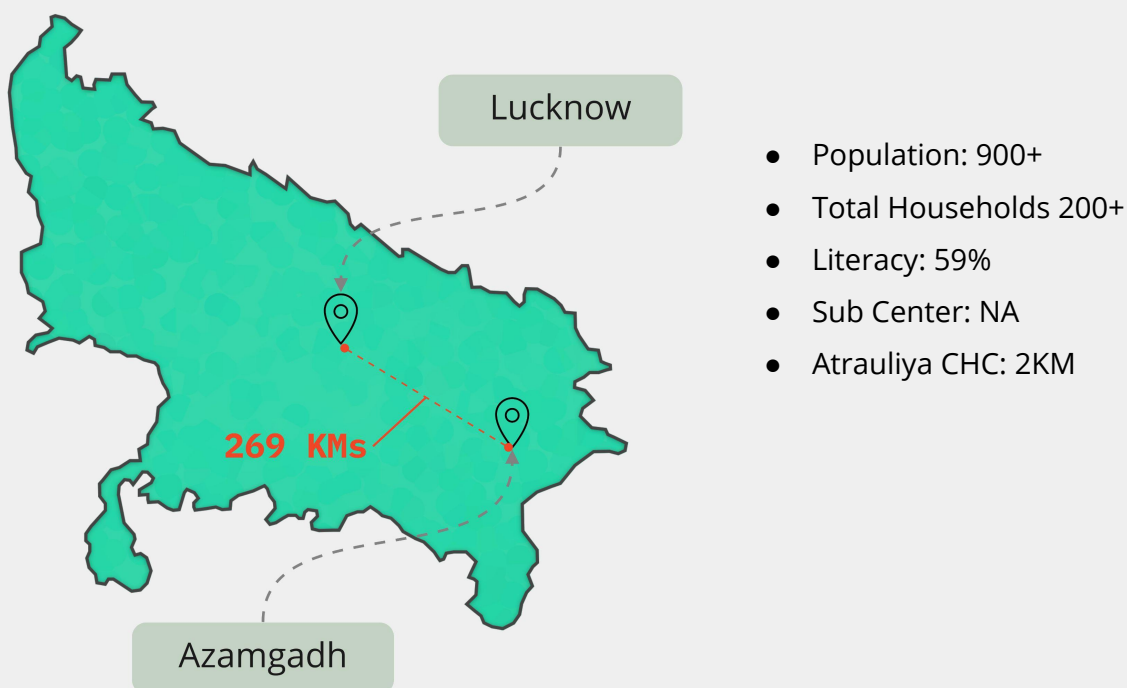 Lucknow
269 KMs
Azamgadh
● Population: 900+
● Total Households 200+
● Literacy: 59%
● Sub Center: NA
● Atrauliya CHC: 2KM